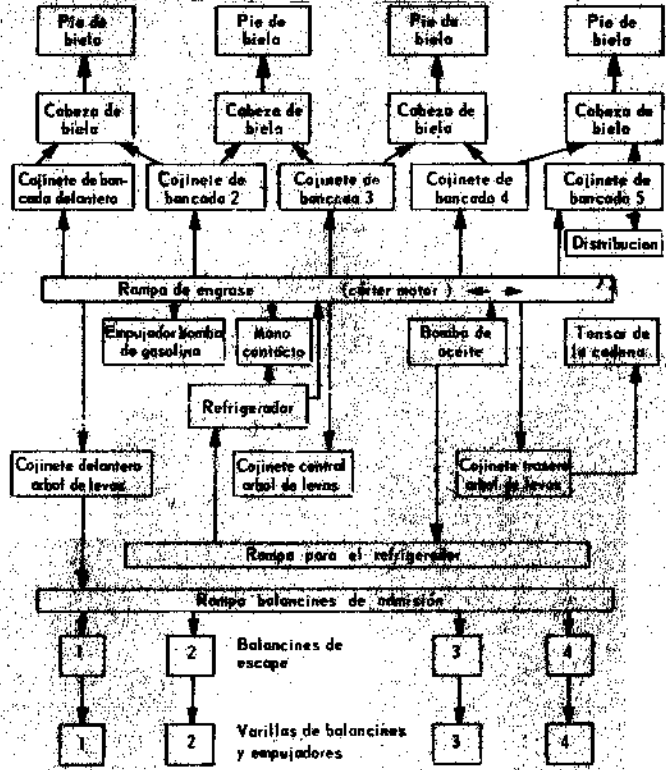 Pie de
biela
Pie de
biela
Pie de
biela
Pie de
biela
Cabeza de
biela
Cabeza de
biela
Cabeza de
biela
Cabeza de
biela
Cojinete de ban-
cada delantero
Cojinete de
bancada 2
Cojinete de
bancada 3
Cojinete de
bancada 4
Cojinete de
bancada 5
Distribucion
Rampa de engrase (cárter motor)
Empujador bomba
de gasolina
Mono
contacto
Bomba de
aceite
Tensor de
la cadena
Refrigerador
Cojinete delantero
arbol de levas
Cojinete central
arbol de levas
Cojinete trasero
arbol de levas
Rampa para el refrigerador
Rampa balancines de admisión
1
2
Balancines de
escape
3
4
1
2
Varillas de balancines
y empujadores
3
4